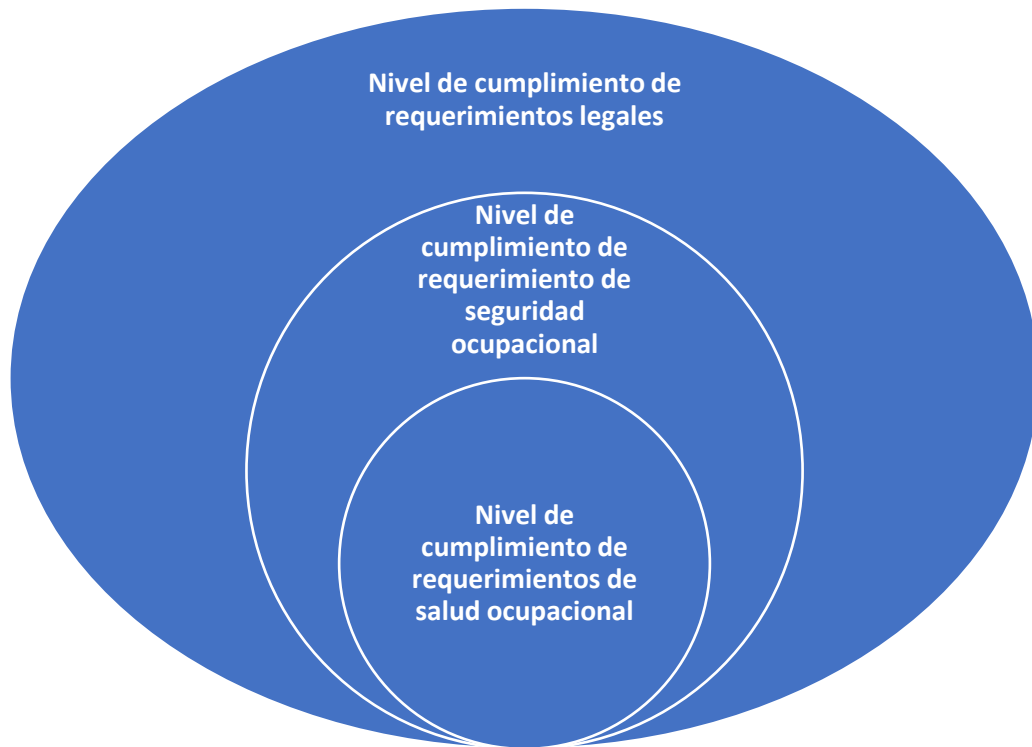 Nivel de cumplimiento de
requerimientos legales
Nivel de
cumplimiento de
requerimiento de
seguridad
ocupacional
Nivel de
cumplimiento de
requerimientos de
salud ocupacional